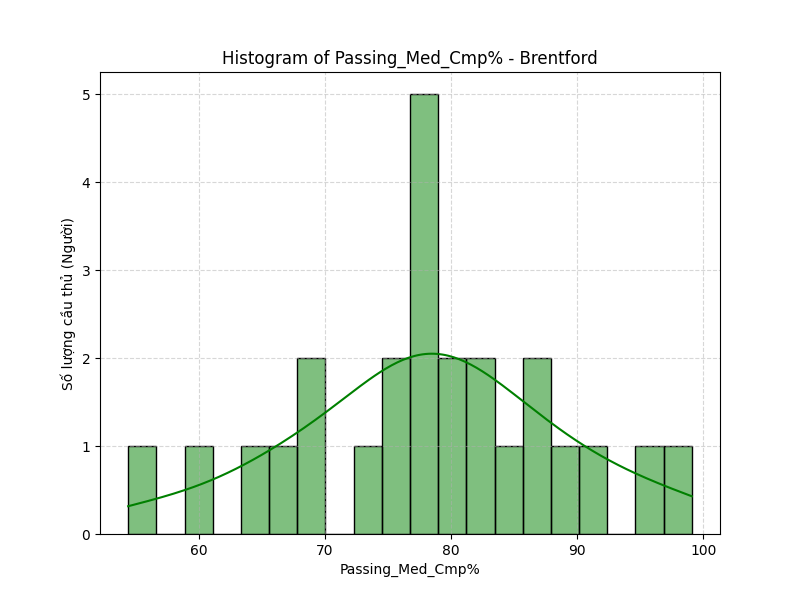 Histogram of Passing_Med_Cmp% - Brentford
Số lượng cầu thủ (Người)
5
4
3
2
1
0
60 70 80 90 100
Passing_Med_Cmp%